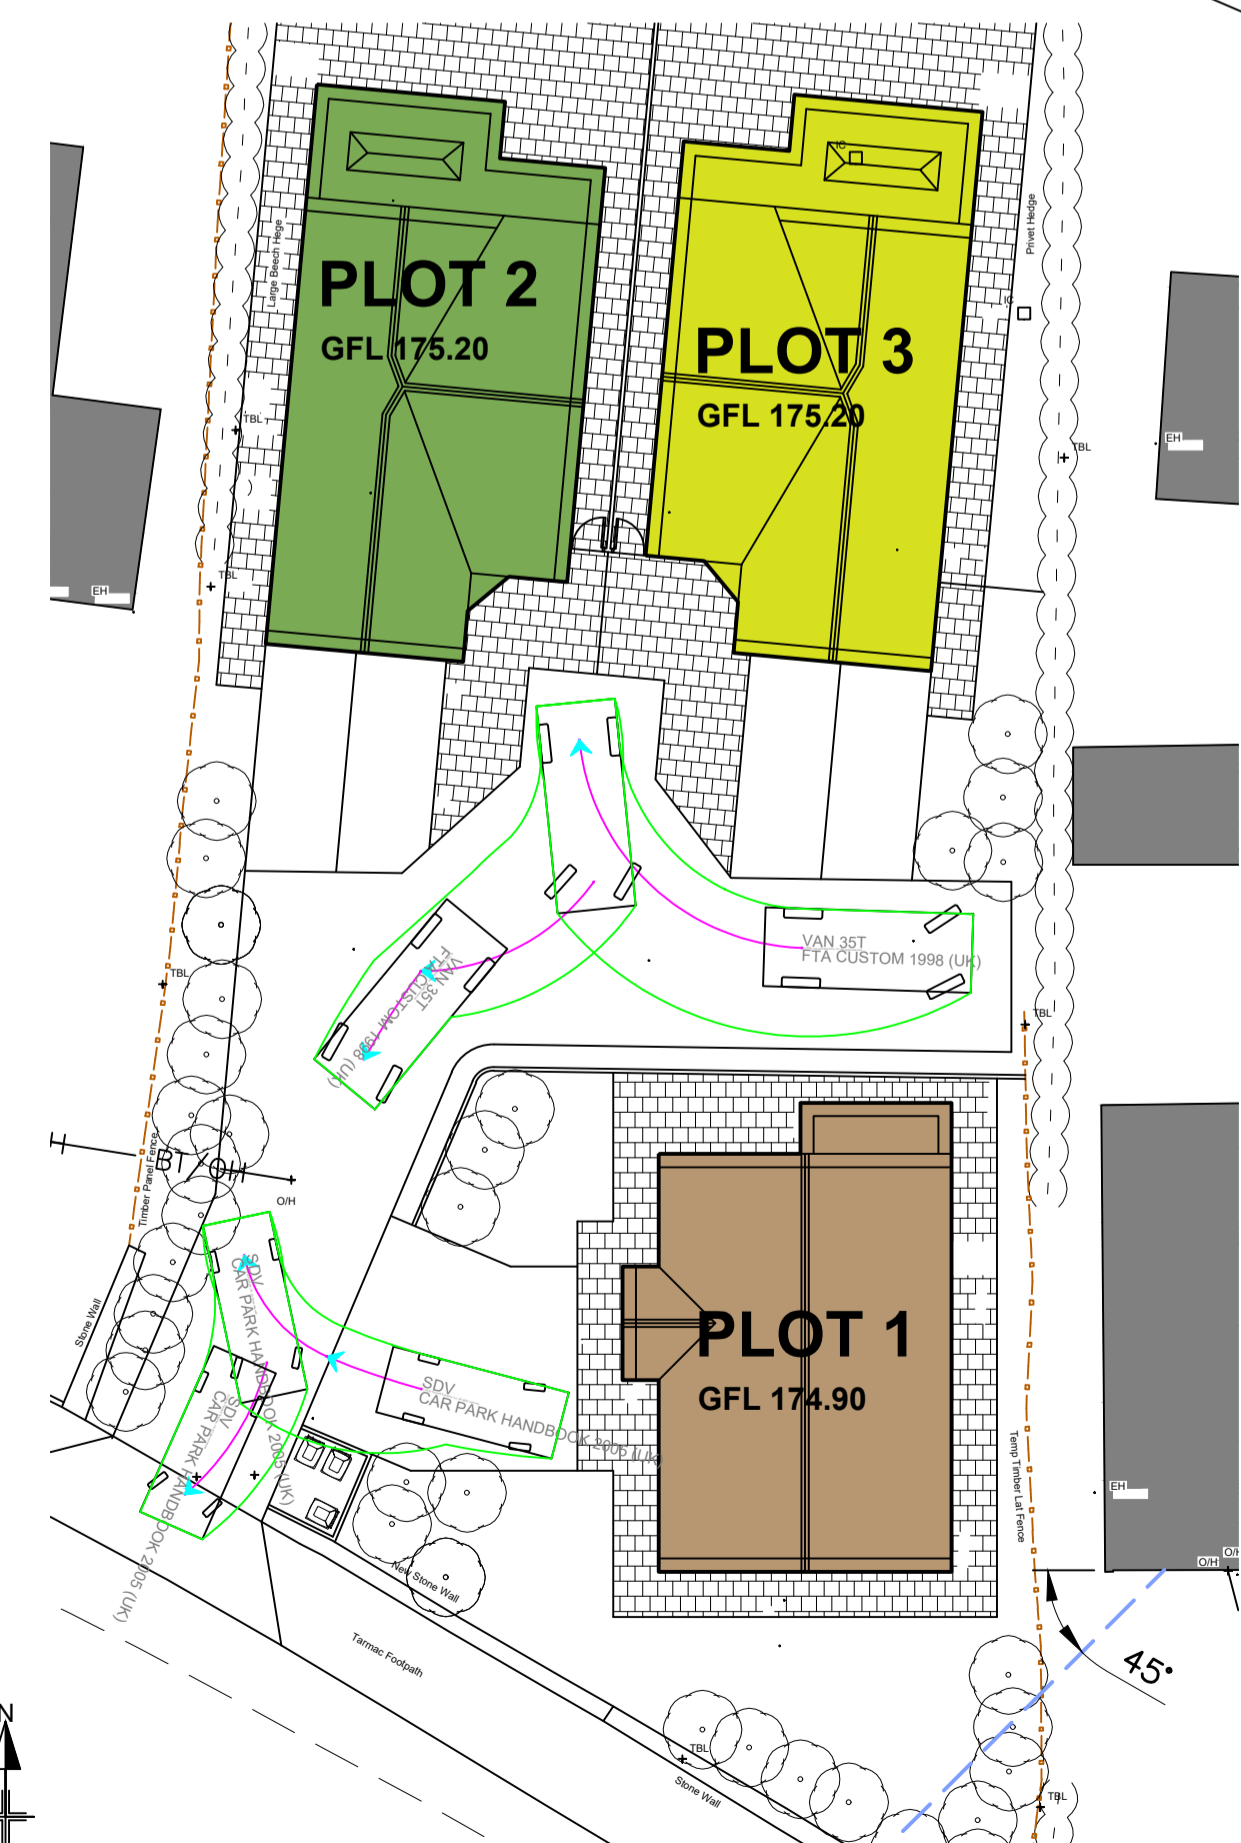 IC
Privet Hedge
Large Beech Hege
PLOT 2
GFL 175.20
IC
PLOT 3
GFL 175.20
TBL
EH
TBL
TBL
EH
VAN 35T
FTA CUSTOM 1998 (UK)
VAN 35T
FTA CUSTOM 1998 (UK)
TBL
TBL
BT/OH
Timber Panel Fence
O/H
SDV
CAR PARK HANDBOOK 2005 (UK)
Stone Wall
PLOT 1
GFL 174.90
SDV
CAR PARK HANDBOOK 2005 (UK)
SDV
CAR PARK HANDBOOK 2005 (UK)
Temp Timber Lat Fence
EH
O/H
O/H
New Stone Wall
Tarmac Footpath
45°
N
TBL
Stone Wall
TBL